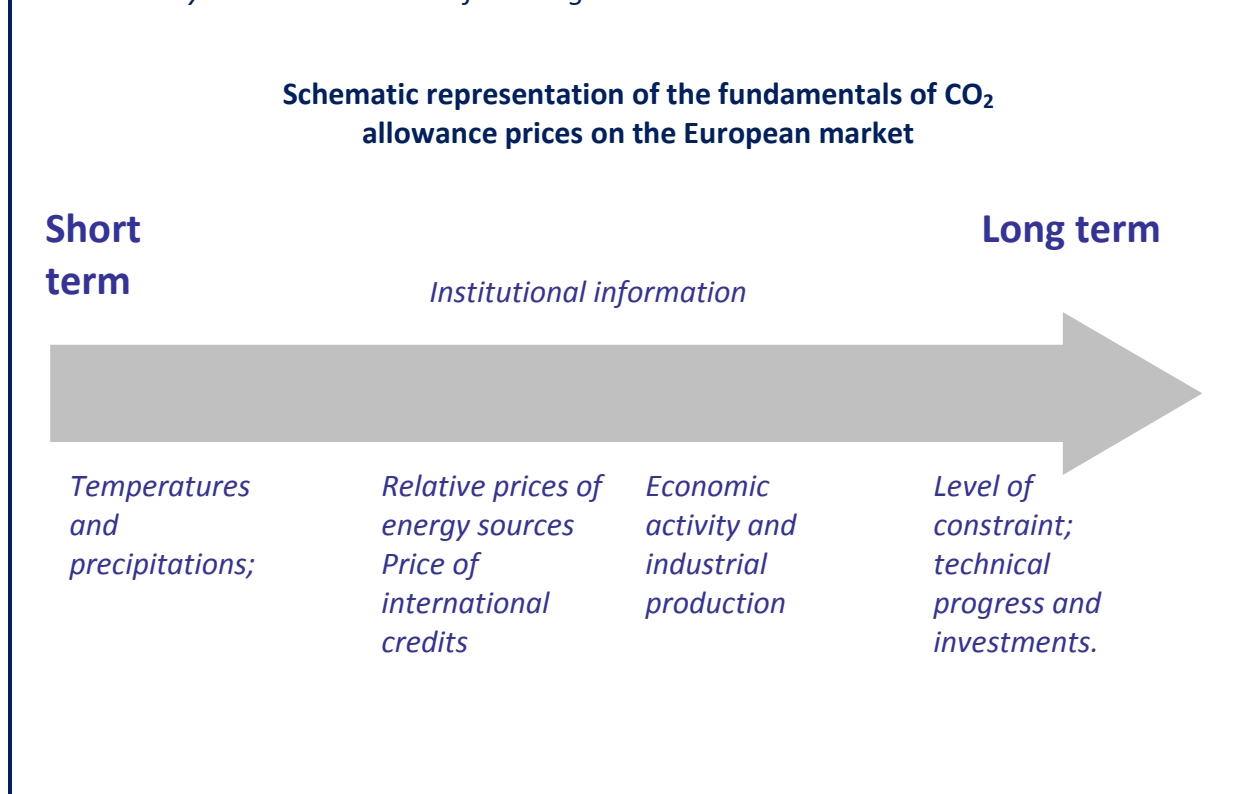 Schematic representation of the fundamentals of CO₂
allowance prices on the European market
Short
term
Long term
Institutional information
Temperatures
and
precipitations;
Relative prices of
energy sources
Price of
international
credits
Economic
activity and
industrial
production
Level of
constraint;
technical
progress and
investments.